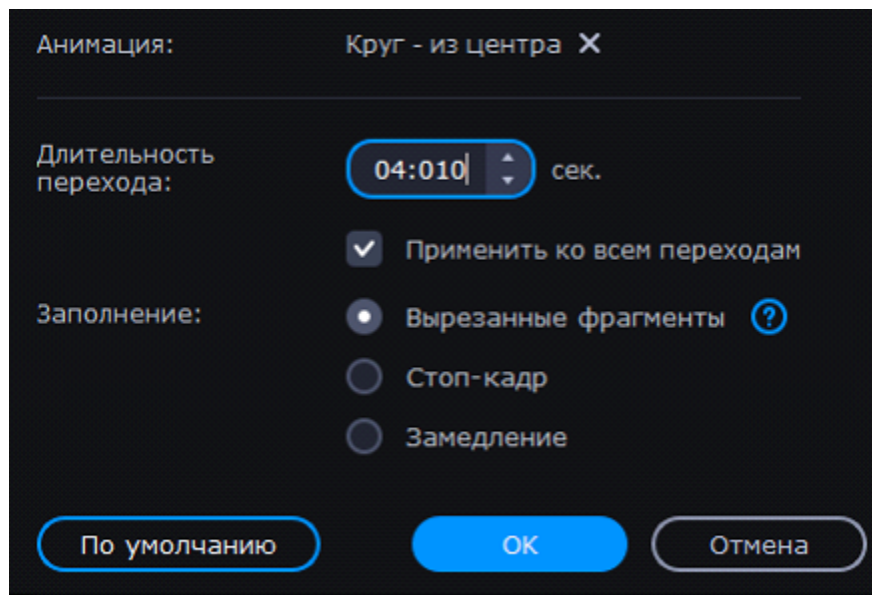 Анимация: Круг - из центра
Длительность
перехода:
04:010 сек.
Применить ко всем переходам
Заполнение: Вырезанные фрагменты ?
Стоп-кадр
Замедление
По умолчанию OK Отмена